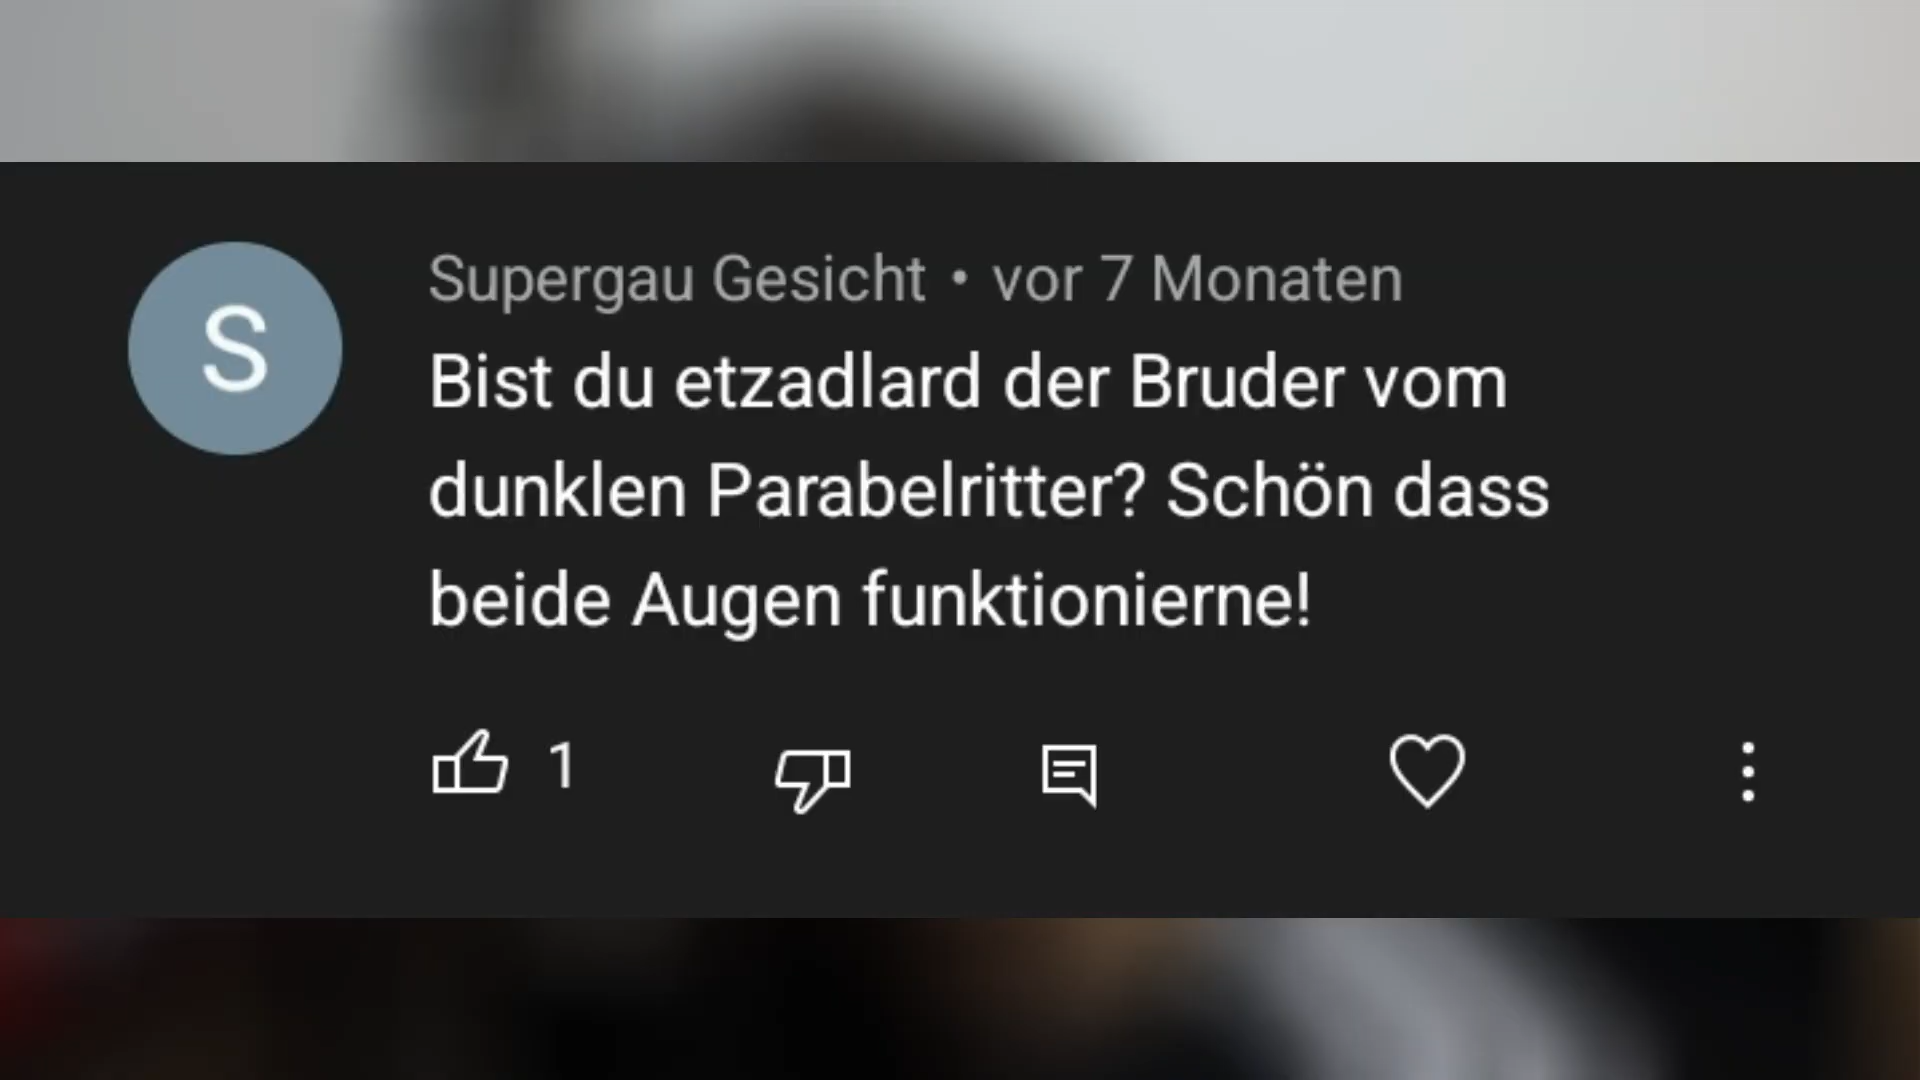 S
Supergau Gesicht • vor 7 Monaten
Bist du etzadlard der Bruder vom
dunklen Parabelritter? Schön dass
beide Augen funktionierne!
1